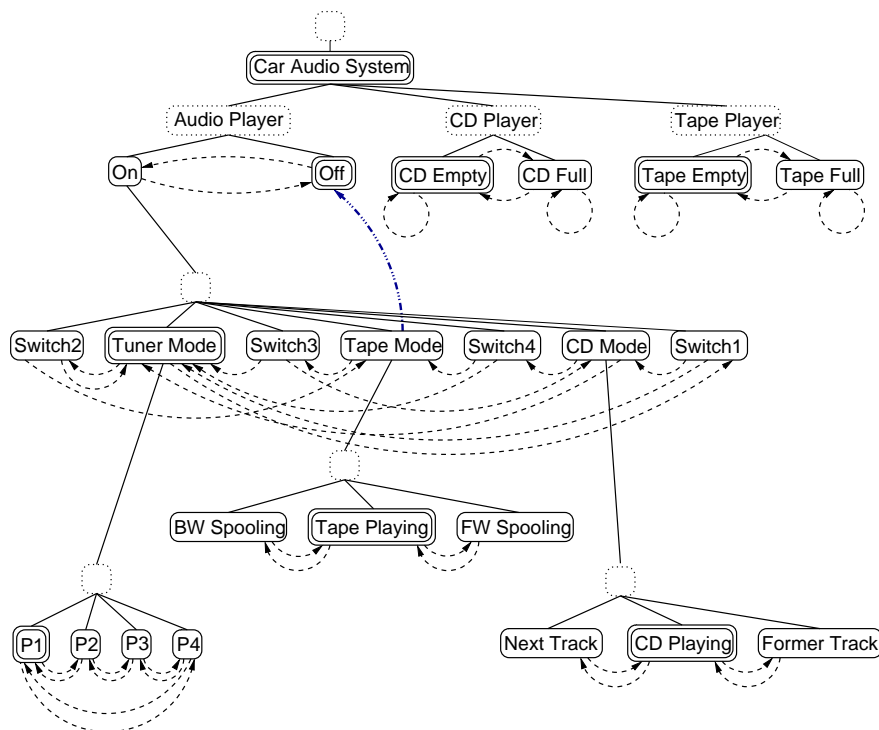 Car Audio System
Audio Player
CD Player
Tape Player
On
Off
CD Empty
CD Full
Tape Empty
Tape Full
Switch2
Tuner Mode
Switch3
Tape Mode
Switch4
CD Mode
Switch1
BW Spooling
Tape Playing
FW Spooling
P1
P2
P3
P4
Next Track
CD Playing
Former Track